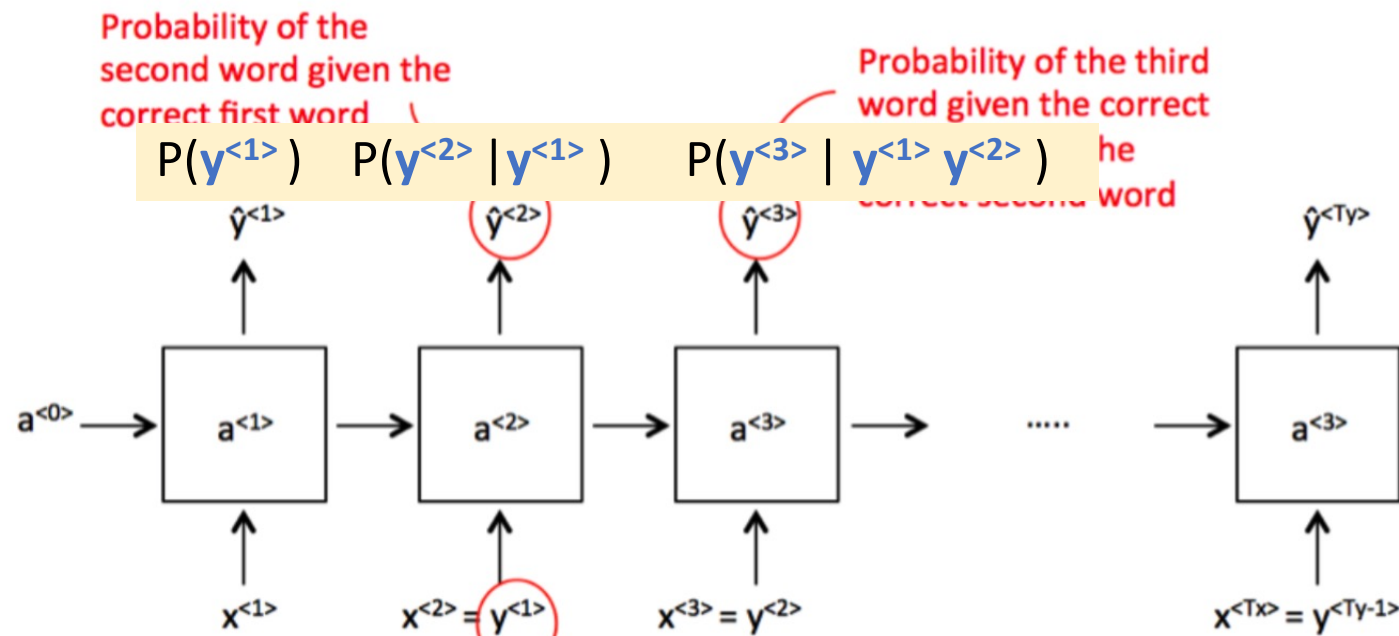 Probability of the
second word given the
correct first word
Probability of the third
word given the correct
he
word
P(y<1> ) P(y<2> |y<1> ) P(y<3> | y<1> y<2> )
ŷ<1> ŷ<2> ŷ<3> ŷ<Ty>
a<0> a<1> a<2> a<3> ..... a<3>
x<1> x<2> = y<1> x<3> = y<2> x<Tx> = y<Ty-1>